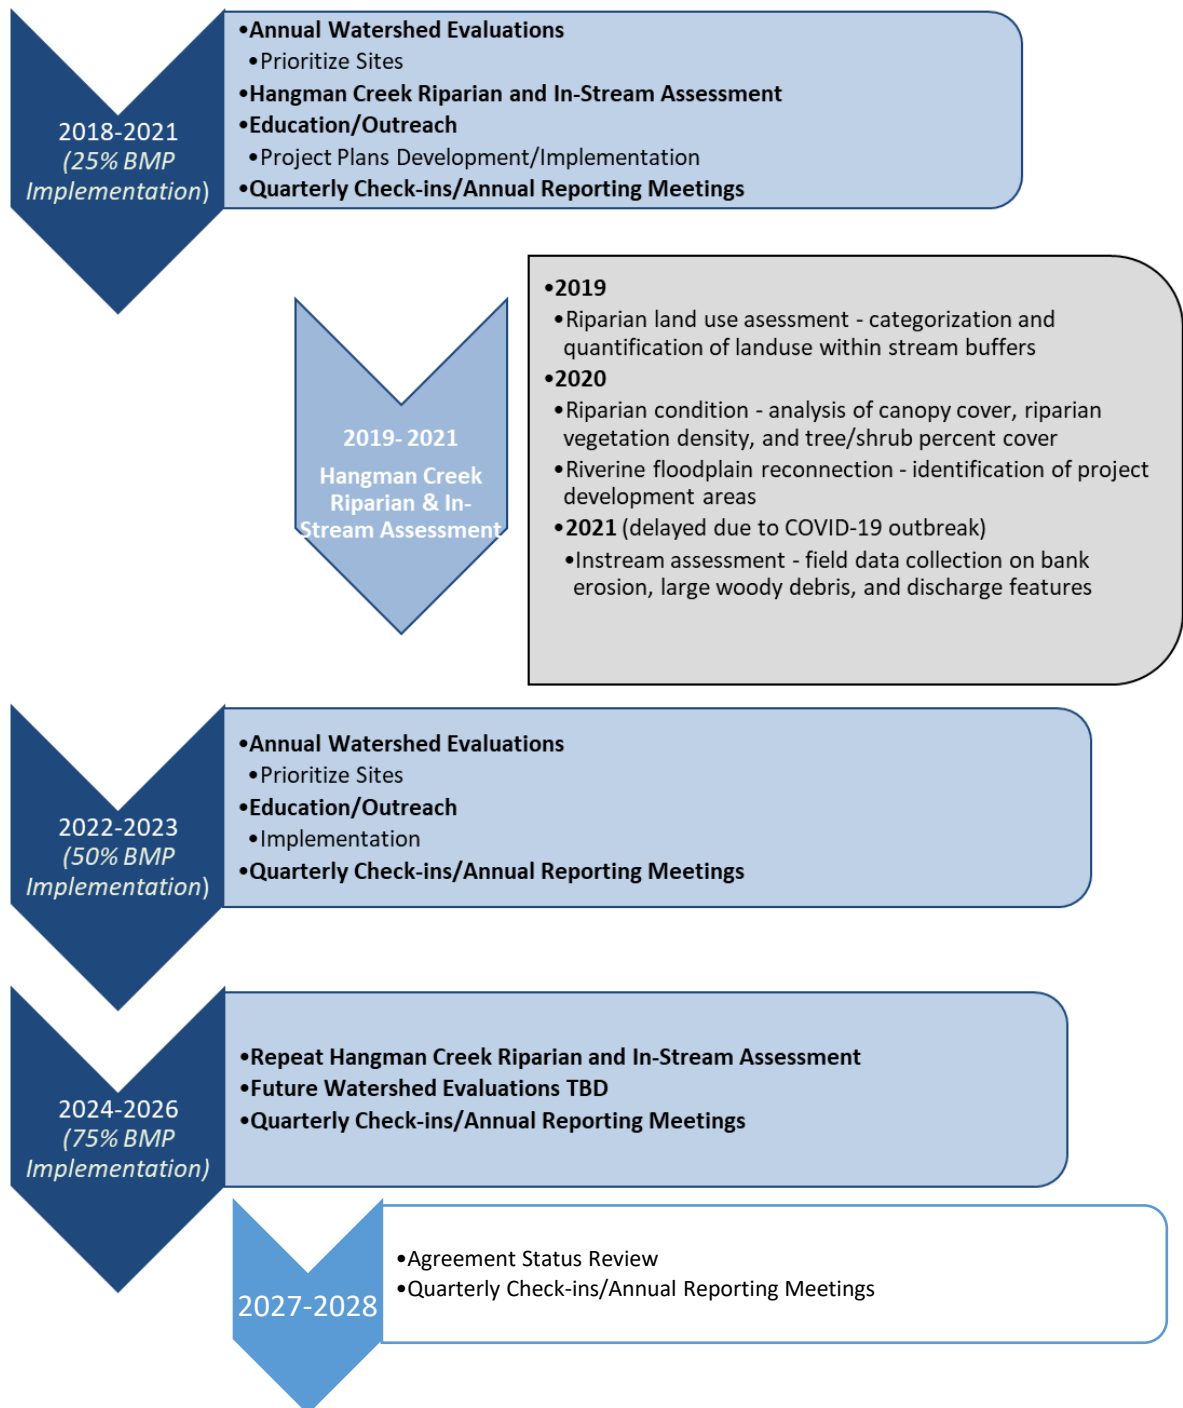 2018-2021
(25% BMP
Implementation)
•Annual Watershed Evaluations
•Prioritize Sites
•Hangman Creek Riparian and In-Stream Assessment
•Education/Outreach
•Project Plans Development/Implementation
•Quarterly Check-ins/Annual Reporting Meetings
2019- 2021
Hangman Creek
Riparian & In-
Stream Assessment
•2019
•Riparian land use asessment - categorization and
quantification of landuse within stream buffers
•2020
•Riparian condition - analysis of canopy cover, riparian
vegetation density, and tree/shrub percent cover
•Riverine floodplain reconnection - identification of project
development areas
•2021 (delayed due to COVID-19 outbreak)
•Instream assessment - field data collection on bank
erosion, large woody debris, and discharge features
2022-2023
(50% BMP
Implementation)
•Annual Watershed Evaluations
•Prioritize Sites
•Education/Outreach
•Implementation
•Quarterly Check-ins/Annual Reporting Meetings
2024-2026
(75% BMP
Implementation)
•Repeat Hangman Creek Riparian and In-Stream Assessment
•Future Watershed Evaluations TBD
•Quarterly Check-ins/Annual Reporting Meetings
2027-2028
•Agreement Status Review
•Quarterly Check-ins/Annual Reporting Meetings